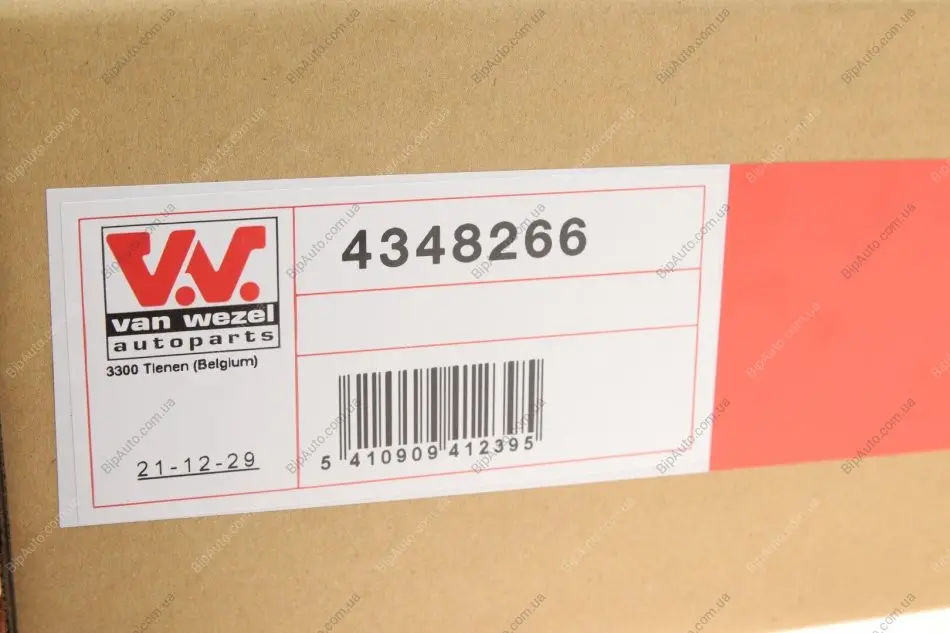 V.W.
van wezel
autoparts
3300 Tienen (Belgium)
21-12-29
4348266
5 410909 412395
BipAuto.com.ua